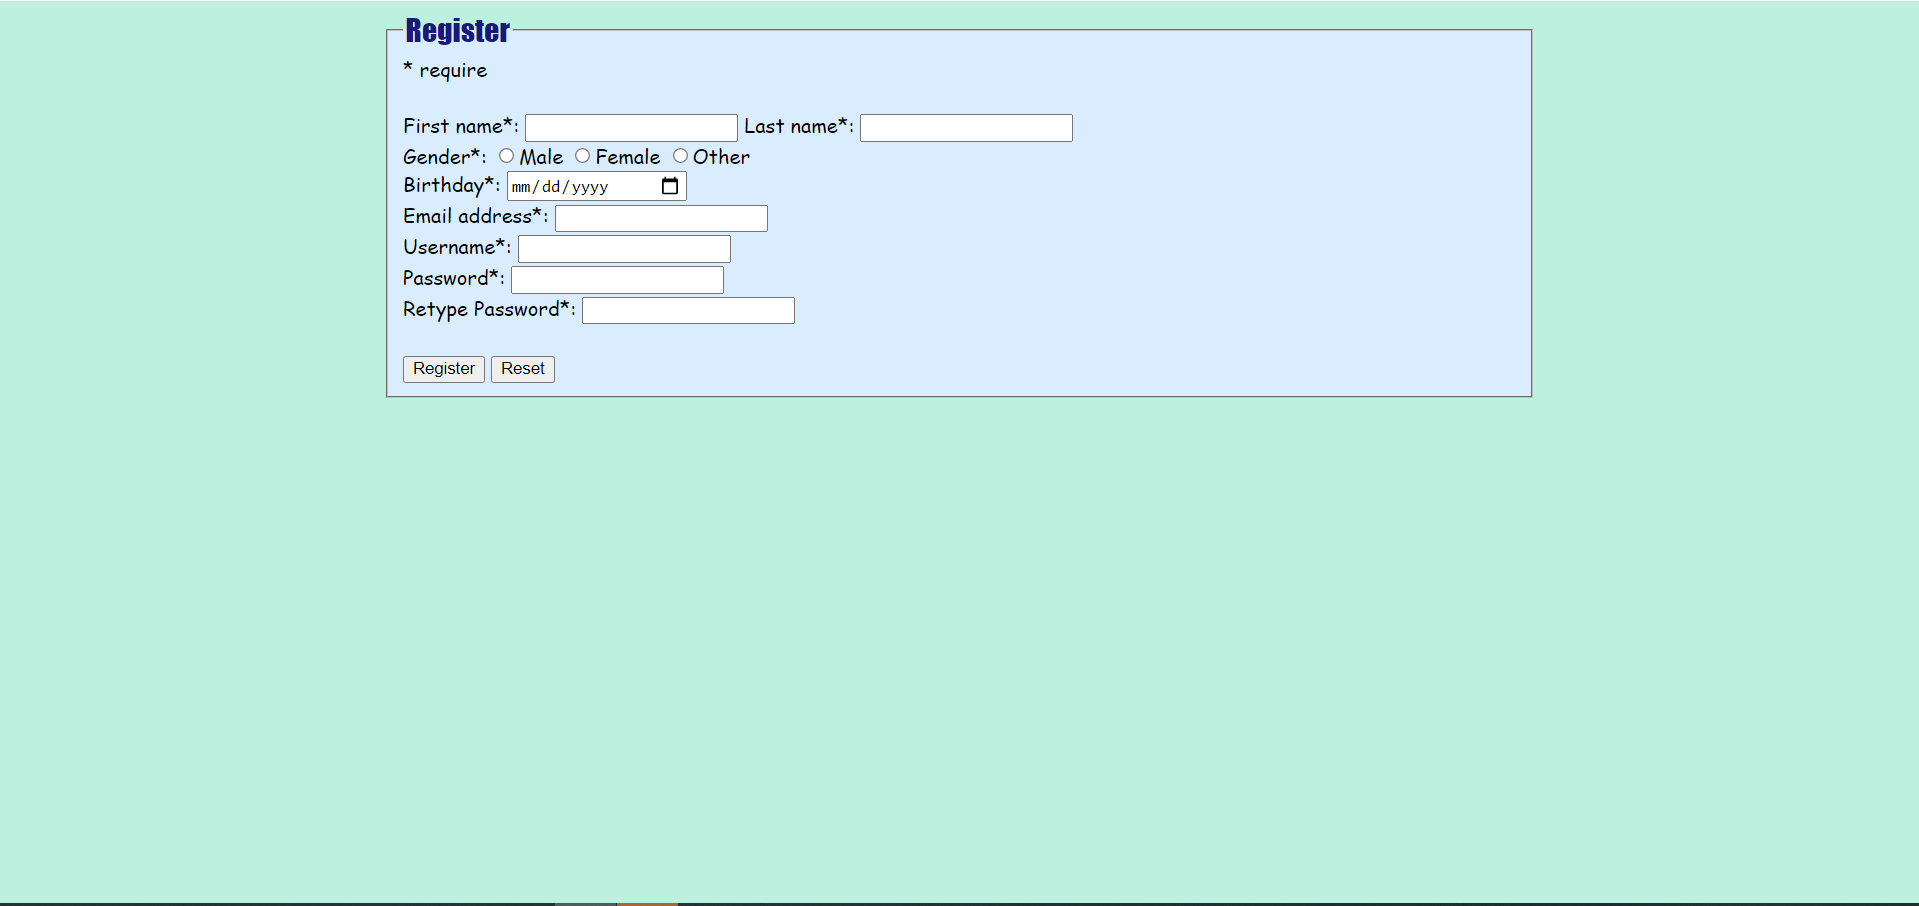 Register
* require
First name*: Last name*:
Gender*: Male Female Other
Birthday*: mm/dd/yyyy
Email address*:
Username*:
Password*:
Retype Password*:
Register Reset